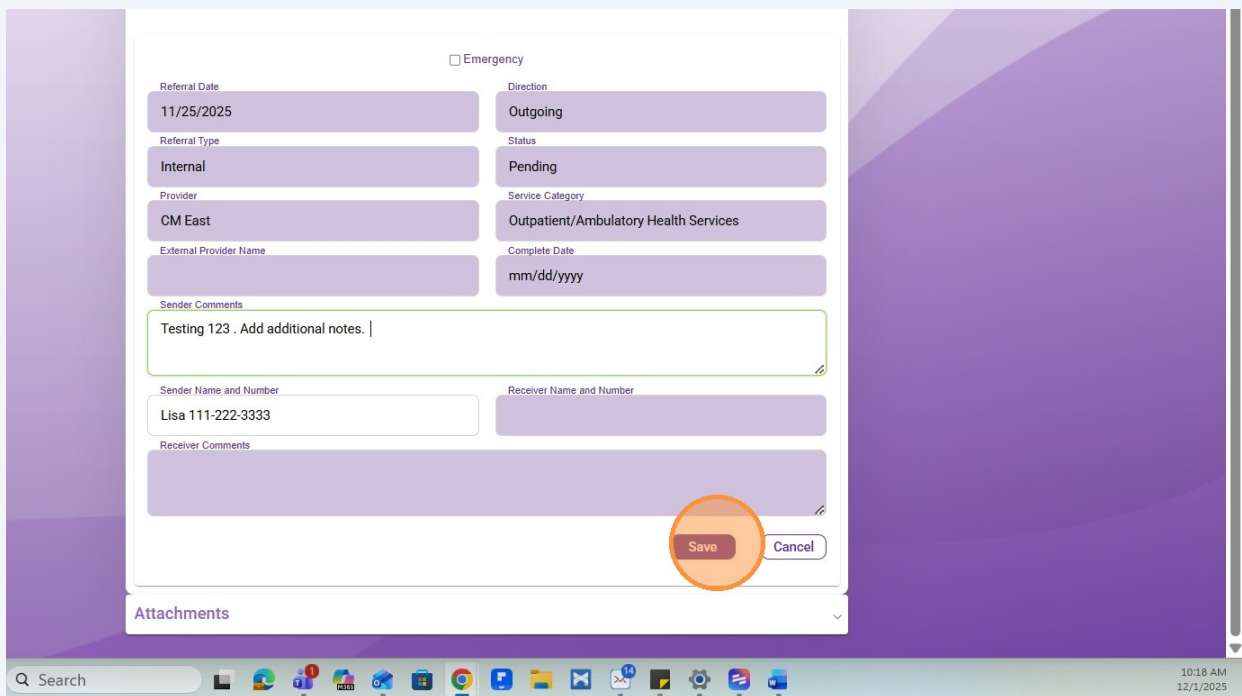 Emergency
Referral Date
Direction
11/25/2025
Outgoing
Referral Type
Status
Internal
Pending
Provider
Service Category
CM East
Outpatient/Ambulatory Health Services
External Provider Name
Complete Date
mm/dd/yyyy
Sender Comments
Testing 123 . Add additional notes.
Sender Name and Number
Receiver Name and Number
Lisa 111-222-3333
Receiver Comments
Save
Cancel
Attachments
Search
1
M365
14
10:18 AM
12/1/2025